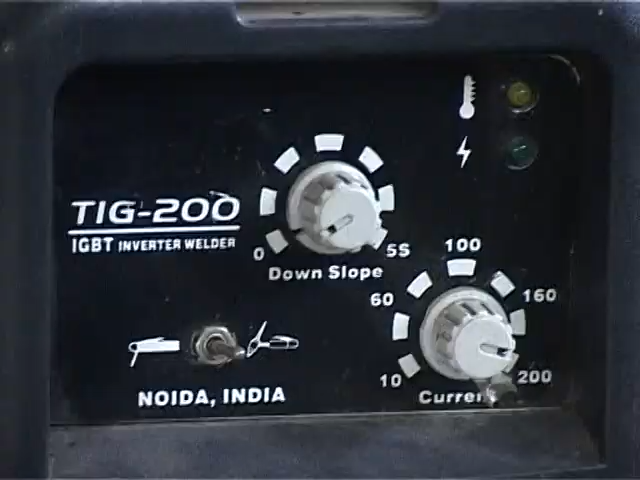 TIG-200
IGBT INVERTER WELDER
0
5S
Down Slope
100
60
160
10
200
NOIDA, INDIA